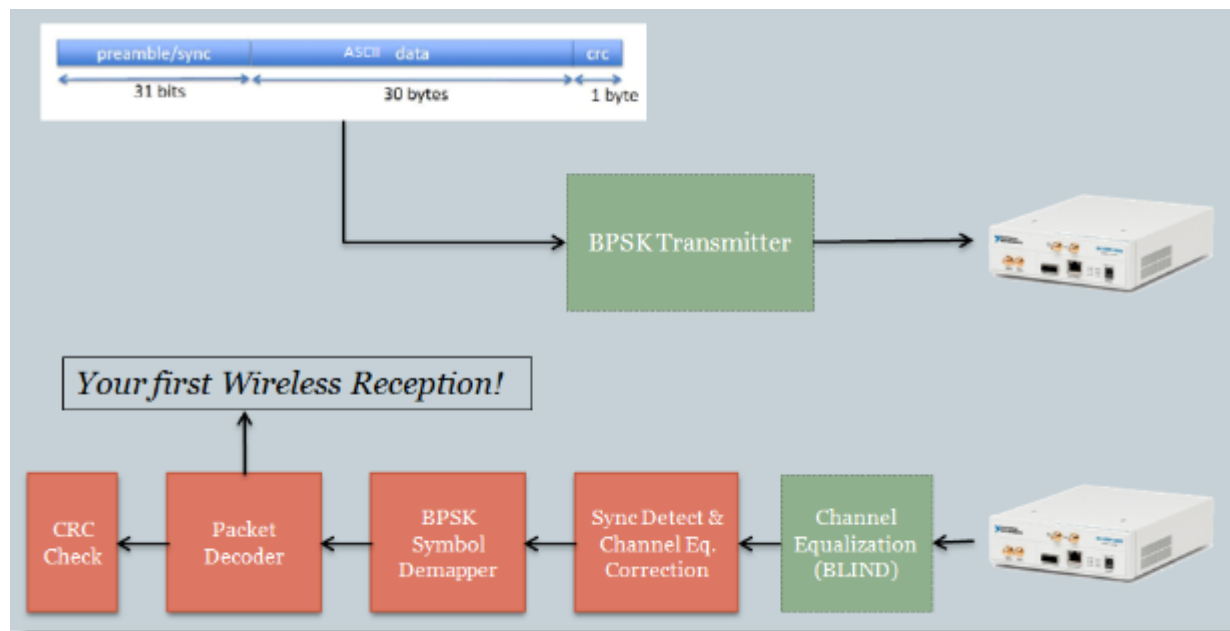 preamble/sync
ASCII data
crc
31 bits
30 bytes
1 byte
BPSK Transmitter
Your first Wireless Reception!
CRC
Check
Packet
Decoder
BPSK
Symbol
Demapper
Sync Detect &
Channel Eq.
Correction
Channel
Equalization
(BLIND)